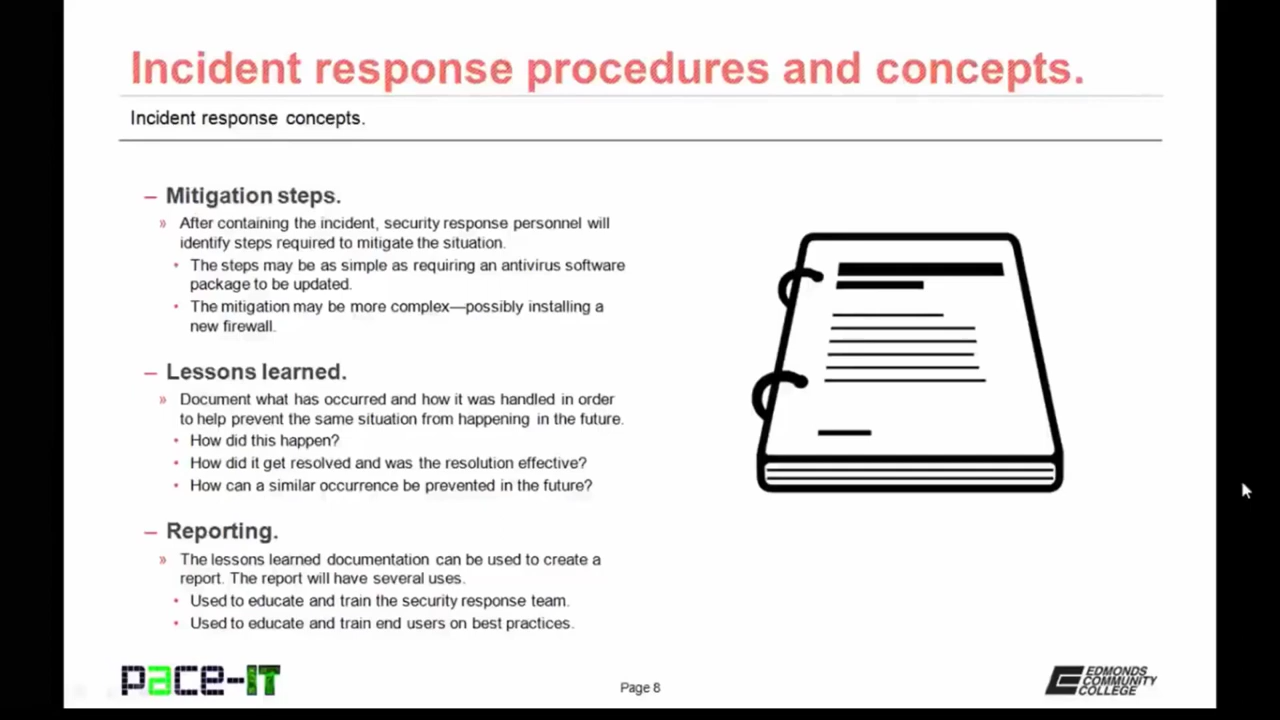 Incident response procedures and concepts.
Incident response concepts.
– Mitigation steps.
» After containing the incident, security response personnel will
identify steps required to mitigate the situation.
• The steps may be as simple as requiring an antivirus software
package to be updated.
• The mitigation may be more complex—possibly installing a
new firewall.
– Lessons learned.
» Document what has occurred and how it was handled in order
to help prevent the same situation from happening in the future.
• How did this happen?
• How did it get resolved and was the resolution effective?
• How can a similar occurrence be prevented in the future?
– Reporting.
» The lessons learned documentation can be used to create a
report. The report will have several uses.
• Used to educate and train the security response team.
• Used to educate and train end users on best practices.
pace-IT
Page 8
EDMONDS
COMMUNITY
COLLEGE